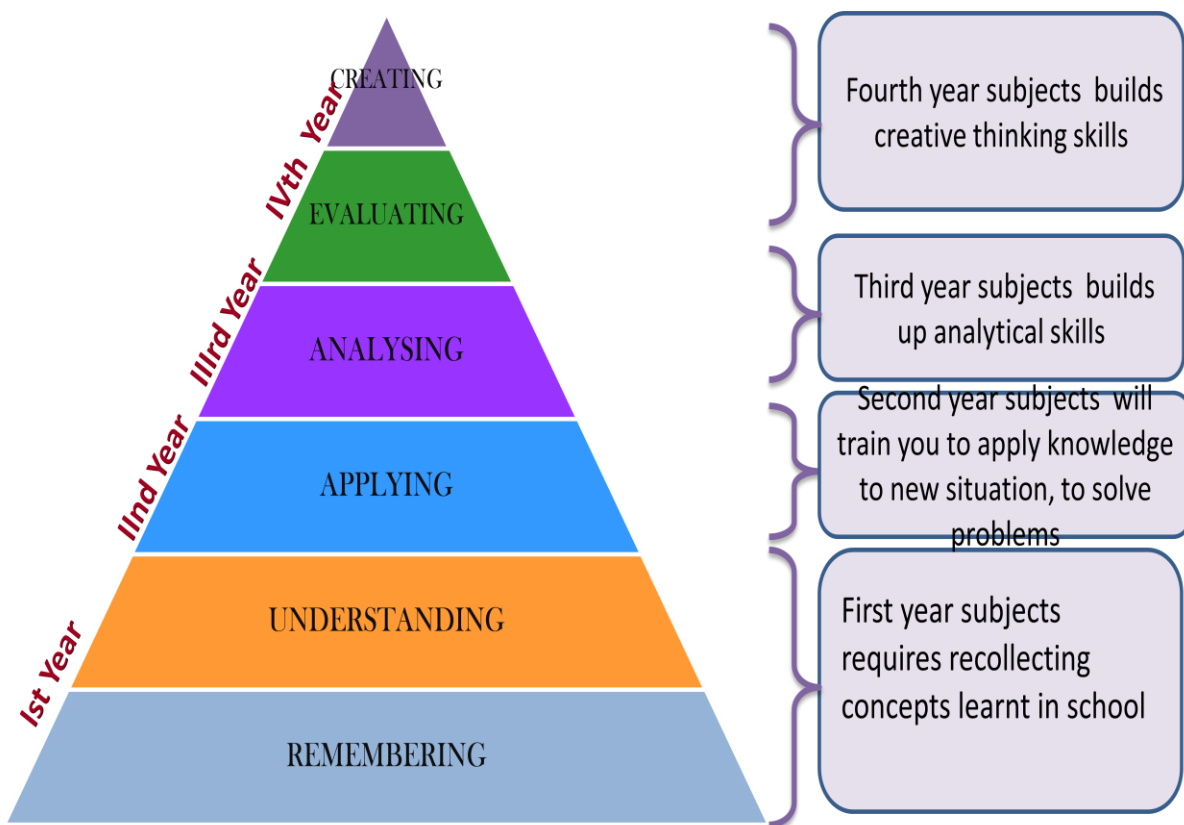 CREATING
EVALUATING
ANALYSING
APPLYING
UNDERSTANDING
REMEMBERING
IVth Year
IIIrd Year
IInd Year
Ist Year
Fourth year subjects builds
creative thinking skills
Third year subjects builds
up analytical skills
Second year subjects will
train you to apply knowledge
to new situation, to solve
problems
First year subjects
requires recollecting
concepts learnt in school